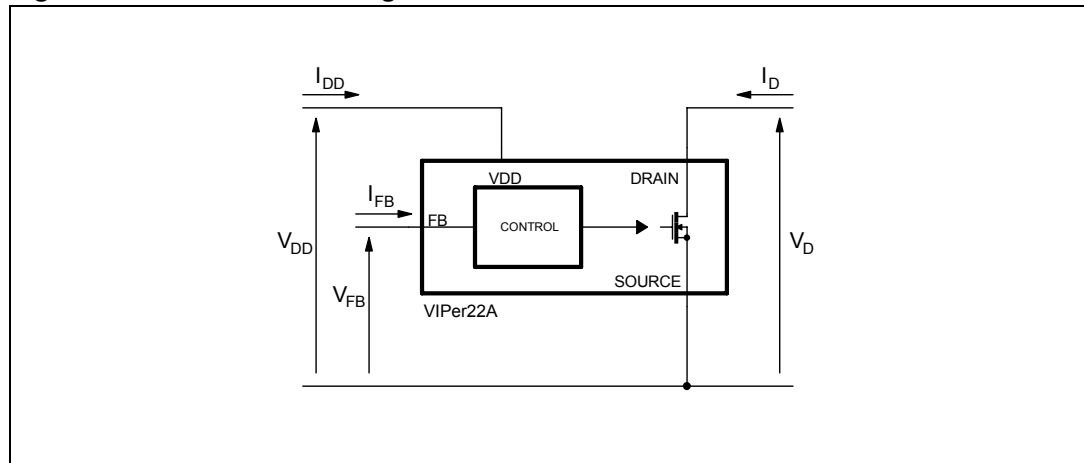 I_DD
I_D
VDD
DRAIN
I_FB
FB
CONTROL
V_DD
V_D
SOURCE
V_FB
VIPer22A